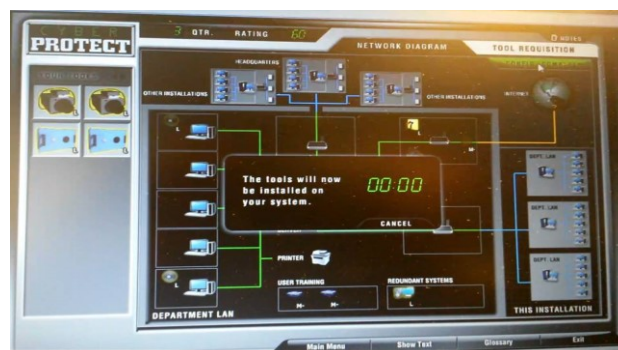 CYBER
PROTECT
3 QTR. RATING 60
NETWORK DIAGRAM
TOOL REQUISITION
HEADQUARTERS
OTHER INSTALLATIONS
OTHER INSTALLATIONS
INTERNET
L
?
L
M-
DEPT. LAN
The tools will now
be installed on
your system.
00:00
CANCEL
DEPT. LAN
PRINTER
DEPT. LAN
USER TRAINING
REDUNDANT SYSTEMS
L
M-
M-
L
DEPARTMENT LAN
THIS INSTALLATION
Main Menu
Show Text
Glossary
Exit